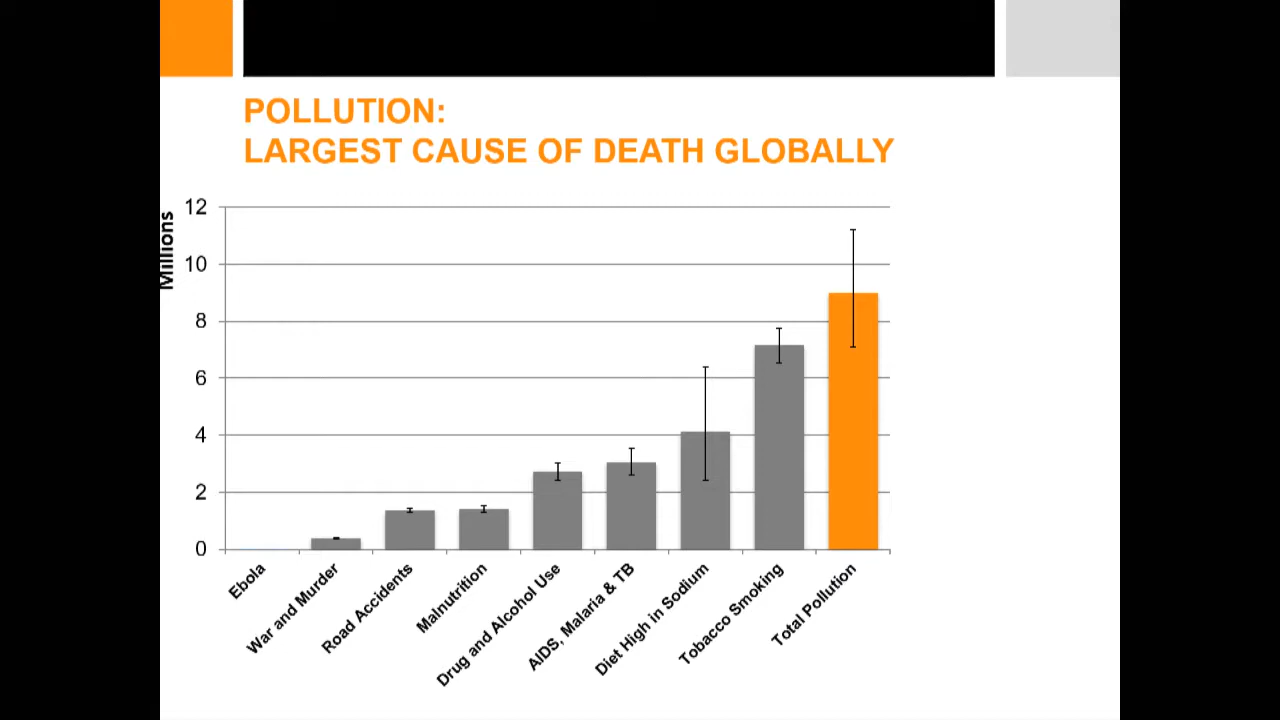 POLLUTION:
LARGEST CAUSE OF DEATH GLOBALLY
Millions
12
10
8
6
4
2
0
Ebola
War and Murder
Road Accidents
Malnutrition
Drug and Alcohol Use
AIDS, Malaria & TB
Diet High in Sodium
Tobacco Smoking
Total Pollution